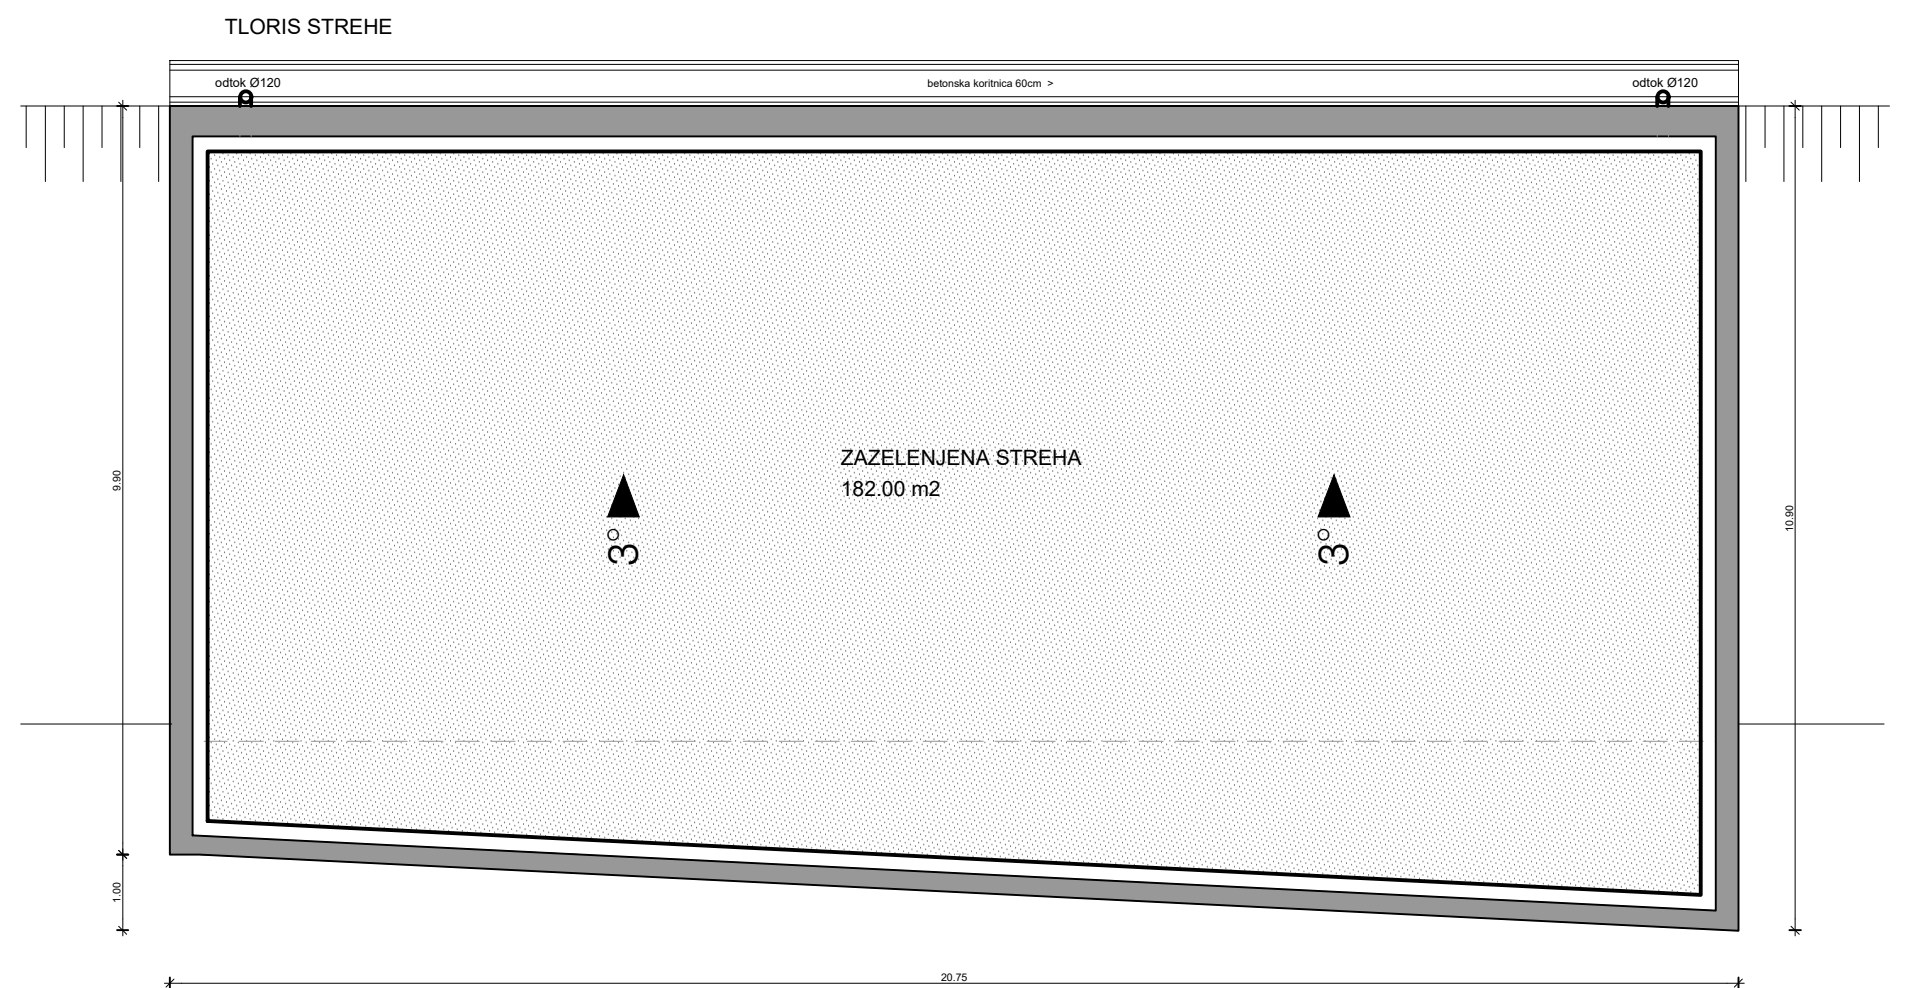 TLORIS STREHE
odtok Ø120
betonska koritnica 60cm >
odtok Ø120
9.90
ZAZELENJENA STREHA
182.00 m2
3°
3°
10.90
1.00
20.75